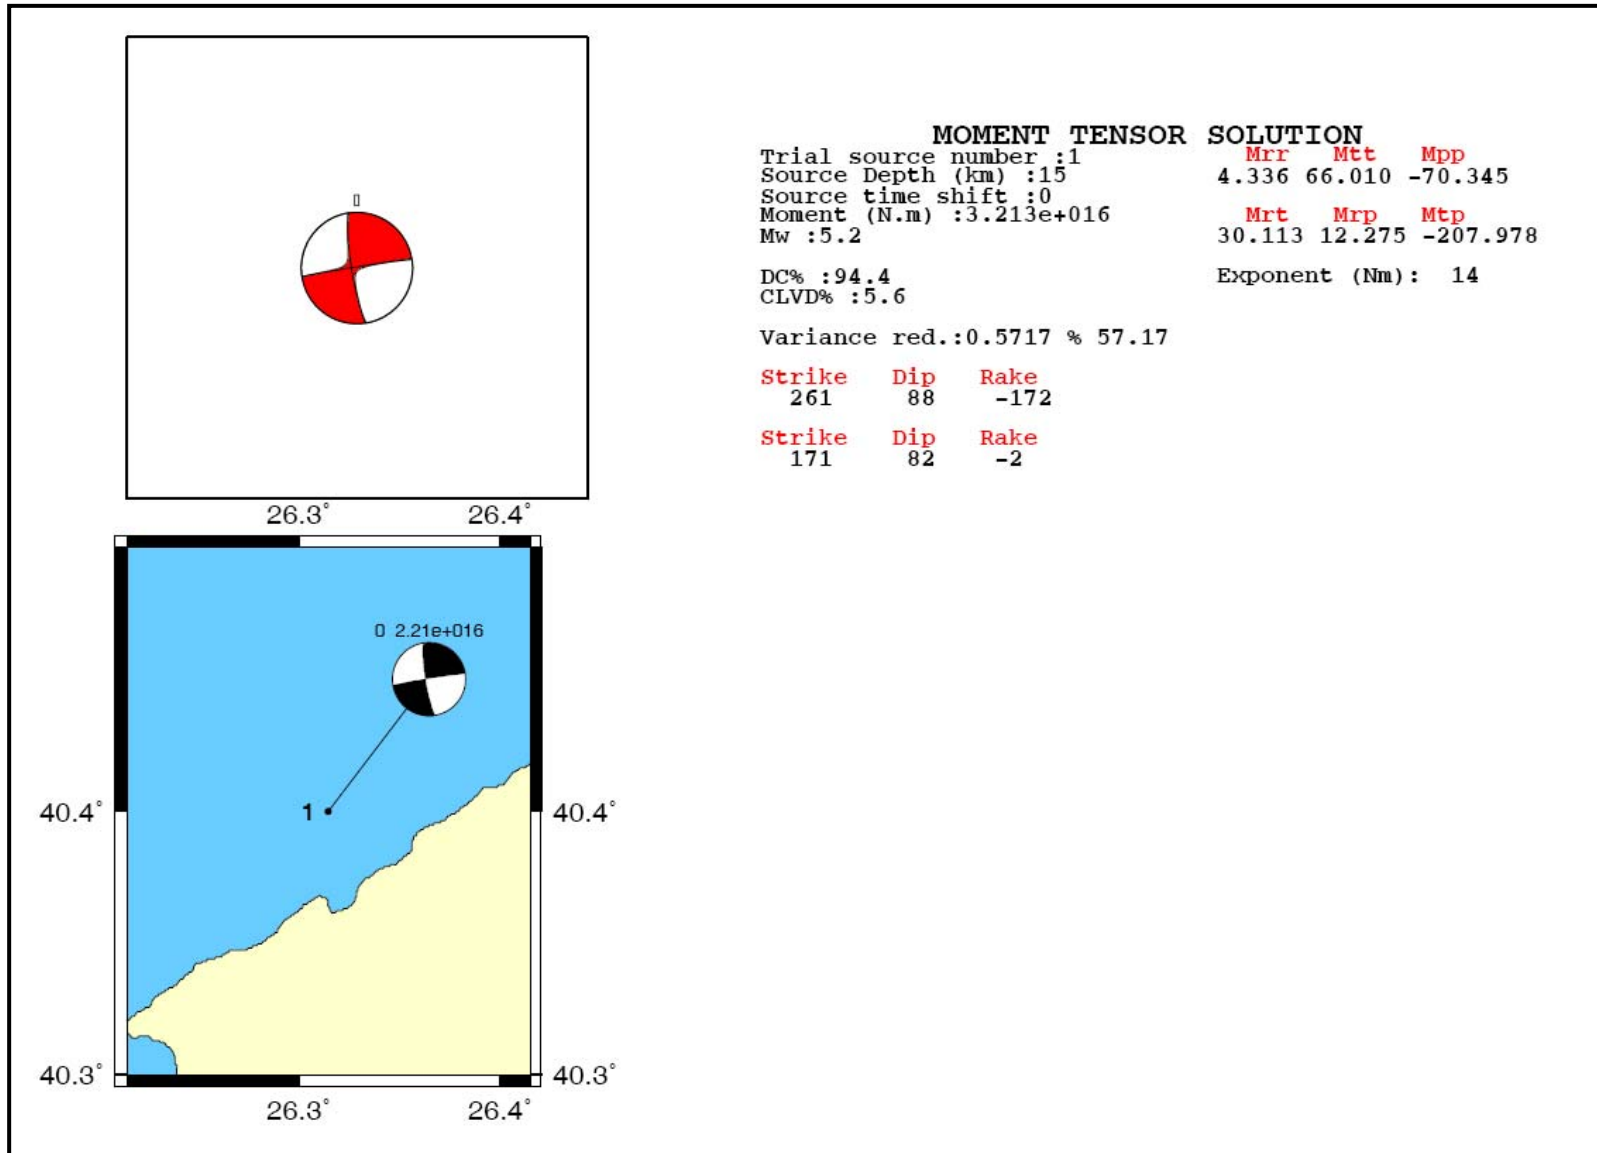 MOMENT TENSOR SOLUTION
Trial source number :1
Source Depth (km) :15
Source time shift :0
Moment (N.m) :3.213e+016
Mw :5.2
DC% :94.4
CLVD% :5.6
Variance red.:0.5717 % 57.17
Strike Dip Rake
261 88 -172
Strike Dip Rake
171 82 -2
Mrr Mtt Mpp
4.336 66.010 -70.345
Mrt Mrp Mtp
30.113 12.275 -207.978
Exponent (Nm): 14
26.3° 26.4°
0 2.21e+016
1
40.4° 40.4°
40.3° 40.3°
26.3° 26.4°